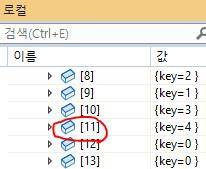 로컬
검색(Ctrl+E)
이름 값
[8] {key=2 }
[9] {key=1 }
[10] {key=3 }
[11] {key=4 }
[12] {key=0 }
[13] {key=0 }